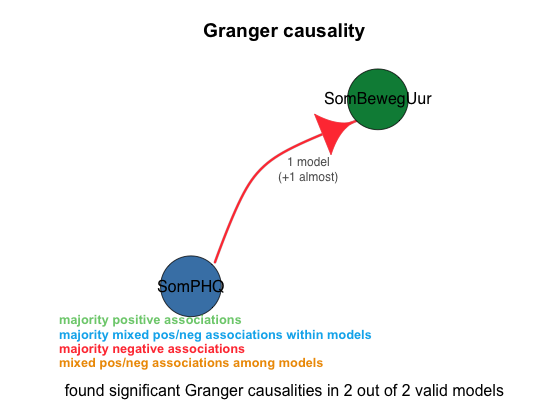 Granger causality
SomBewegUur
1 model
(+1 almost)
SomPHQ
majority positive associations
majority mixed pos/neg associations within models
majority negative associations
mixed pos/neg associations among models
found significant Granger causalities in 2 out of 2 valid models